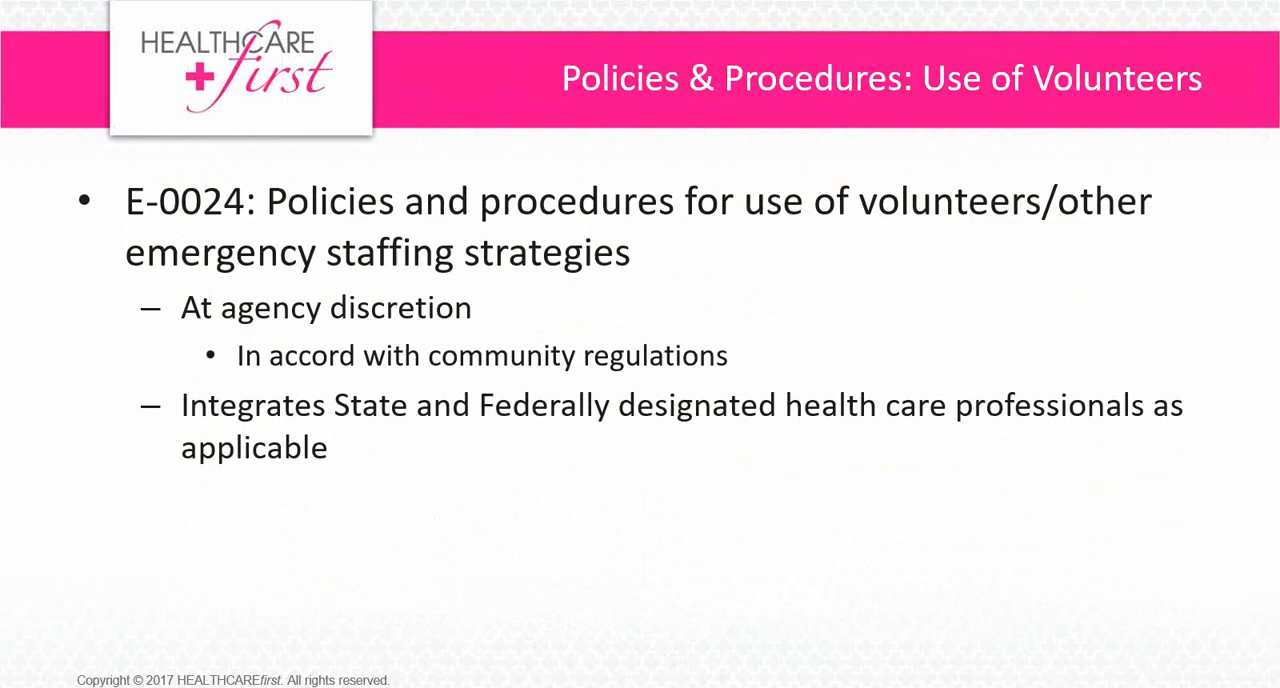 HEALTHCARE
first
Policies & Procedures: Use of Volunteers
• E-0024: Policies and procedures for use of volunteers/other
emergency staffing strategies
– At agency discretion
• In accord with community regulations
– Integrates State and Federally designated health care professionals as
applicable
Copyright © 2017 HEALTHCAREfirst. All rights reserved.